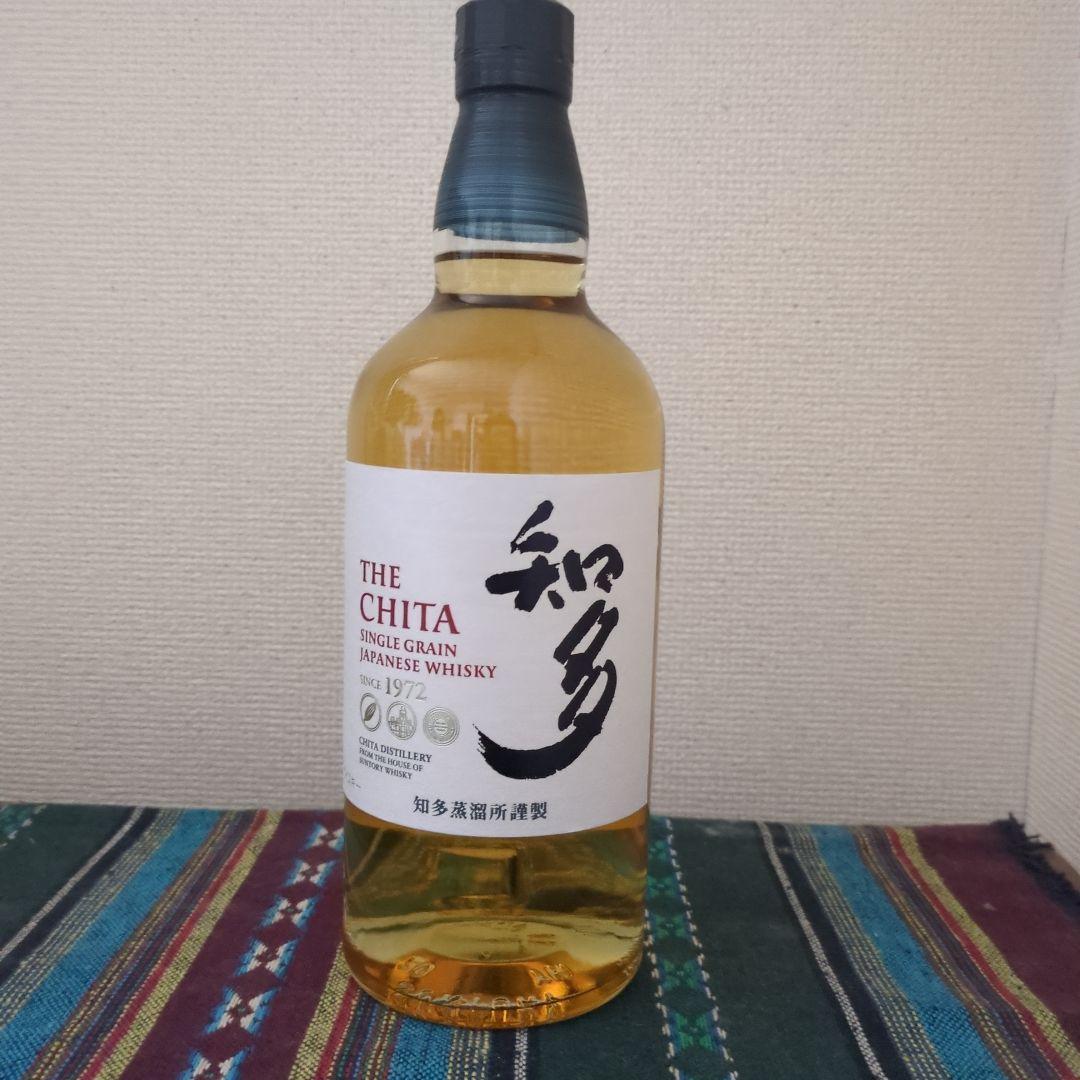 知多
THE
CHITA
SINGLE GRAIN
JAPANESE WHISKY
SINCE 1972
CHITA DISTILLERY
FROM THE HOUSE OF
SUNTORY WHISKY
知多蒸溜所謹製